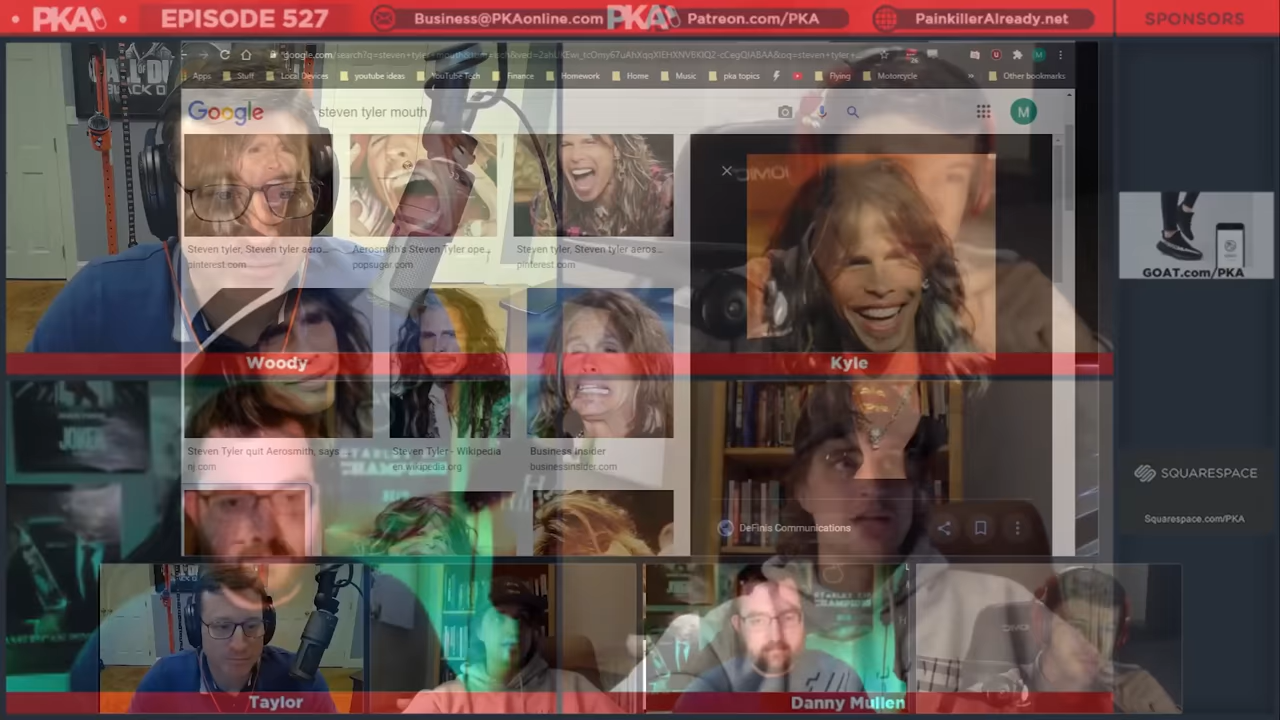 PKA
EPISODE 527
Business@PKAonline.com
PKA
Patreon.com/PKA
PainkillerAlready.net
SPONSORS
Apps
Stuff
Local Devices
youtube ideas
YouTube Tech
Finance
Homework
Home
Music
pka topics
Flying
Motorcycle
»
Other bookmarks
Google
steven tyler mouth
M
Steven tyler, Steven tyler aero...
pinterest.com
Aerosmith's Steven Tyler ope...
popsugar.com
Steven tyler, Steven tyler aeros...
pinterest.com
GOAT.com/PKA
Woody
Kyle
Steven Tyler quit Aerosmith, says
nj.com
Steven Tyler - Wikipedia
en.wikipedia.org
Business Insider
businessinsider.com
SQUARESPACE
Squarespace.com/PKA
DeFinis Communications
Taylor
Danny Mullen